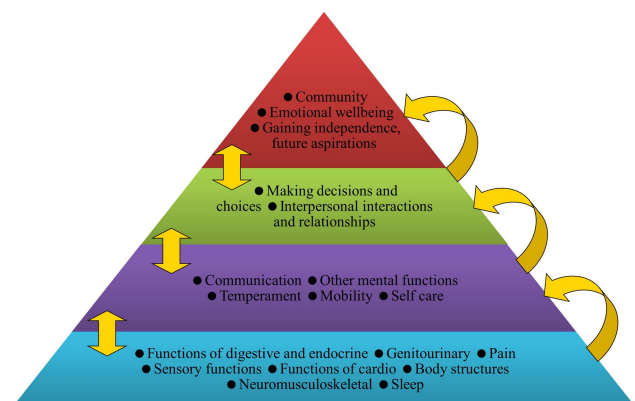 ● Community
● Emotional wellbeing
● Gaining independence,
future aspirations
● Making decisions and
choices ● Interpersonal interactions
and relationships
● Communication ● Other mental functions
● Temperament ● Mobility ● Self care
● Functions of digestive and endocrine ● Genitourinary ● Pain
● Sensory functions ● Functions of cardio ● Body structures
● Neuromusculoskeletal ● Sleep